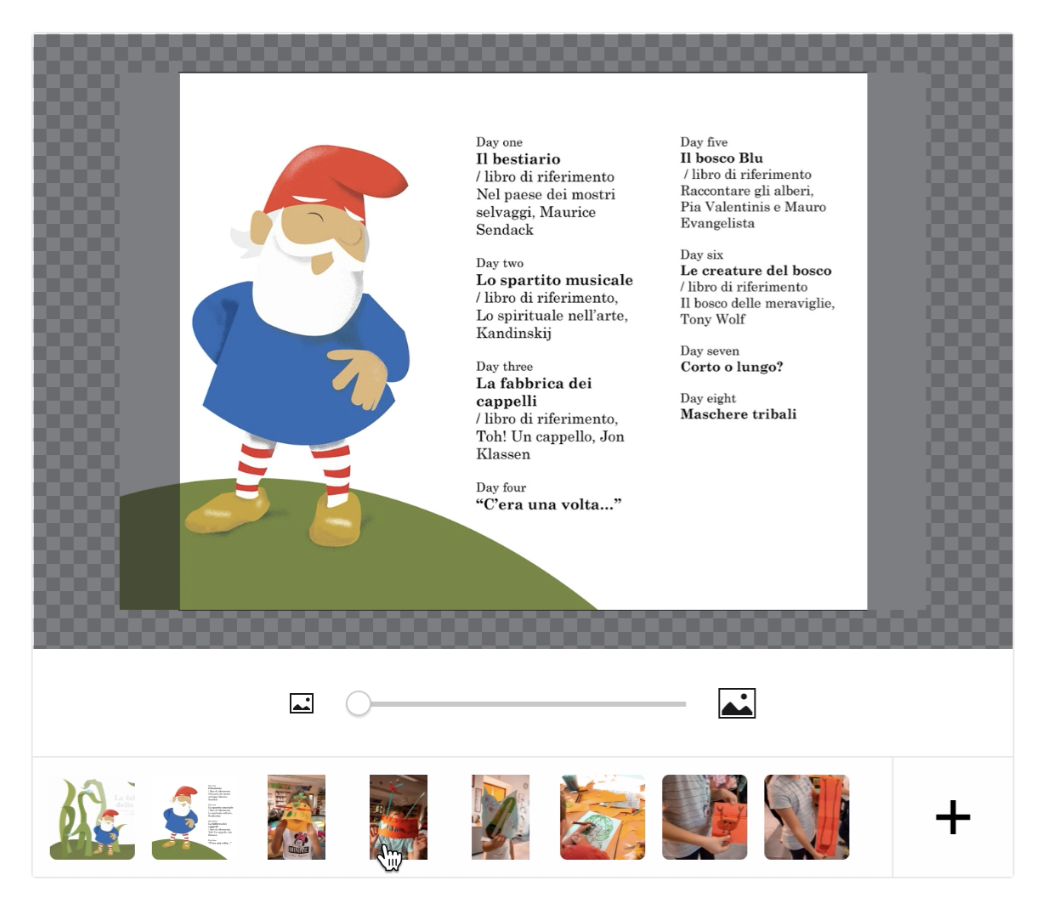 Day one
Il bestiario
/ libro di riferimento
Nel paese dei mostri
selvaggi, Maurice
Sendack
Day two
Lo spartito musicale
/ libro di riferimento,
Lo spirituale nell'arte,
Kandinskij
Day three
La fabbrica dei
cappelli
/ libro di riferimento,
Toh! Un cappello, Jon
Klassen
Day four
“C'era una volta...”
Day five
Il bosco Blu
/ libro di riferimento
Raccontare gli alberi,
Pia Valentinis e Mauro
Evangelista
Day six
Le creature del bosco
/ libro di riferimento
Il bosco delle meraviglie,
Tony Wolf
Day seven
Corto o lungo?
Day eight
Maschere tribali